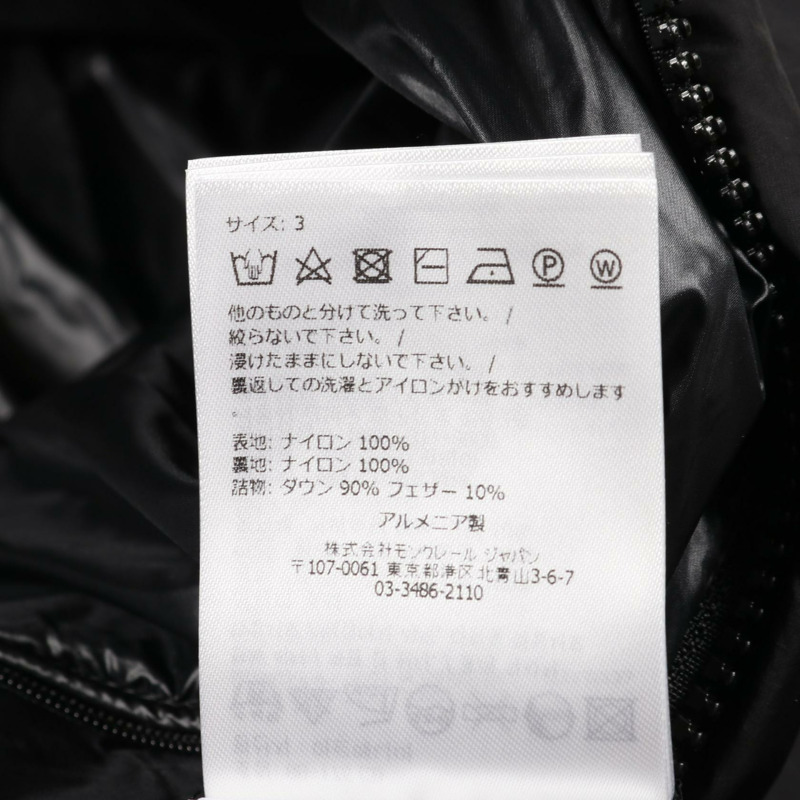 サイズ: 3
P W
他のものと分けて洗って下さい。 /
絞らないで下さい。 /
浸けたままにしないで下さい。 /
裏返しての洗濯とアイロンかけをおすすめします
。
表地: ナイロン 100%
裏地: ナイロン 100%
詰物: ダウン 90% フェザー 10%
アルメニア製
株式会社モンクレール ジャパン
〒107-0061 東京都港区北青山3-6-7
03-3486-2110